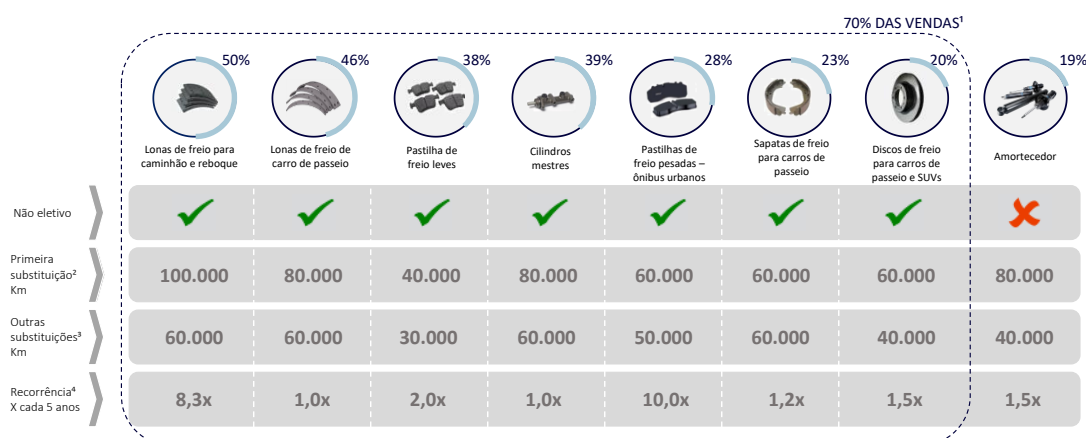 70% DAS VENDAS¹
50%
46%
38%
39%
28%
23%
20%
19%
Lonas de freio para
caminhão e reboque
Lonas de freio de
carro de passeio
Pastilha de
freio leves
Cilindros
mestres
Pastilhas de
freio pesadas –
ônibus urbanos
Sapatas de freio
para carros de
passeio
Discos de freio
para carros de
passeio e SUVs
Amortecedor
Não eletivo
Primeira
substituição²
Km
100.000 80.000 40.000 80.000 60.000 60.000 60.000 80.000
Outras
substituições³
Km
60.000 60.000 30.000 60.000 50.000 60.000 40.000 40.000
Recorrência⁴
X cada 5 anos
8,3x 1,0x 2,0x 1,0x 10,0x 1,2x 1,5x 1,5x